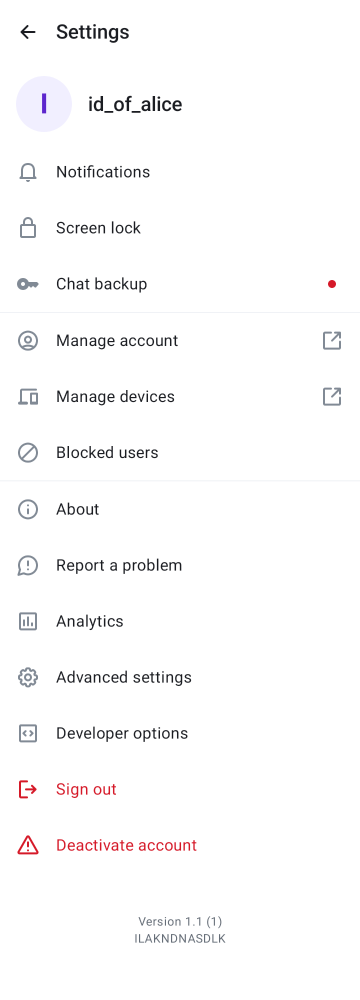 Settings
I
id_of_alice
Notifications
Screen lock
Chat backup
Manage account
Manage devices
Blocked users
About
Report a problem
Analytics
Advanced settings
Developer options
Sign out
Deactivate account
Version 1.1 (1)
ILAKNDNASDLK